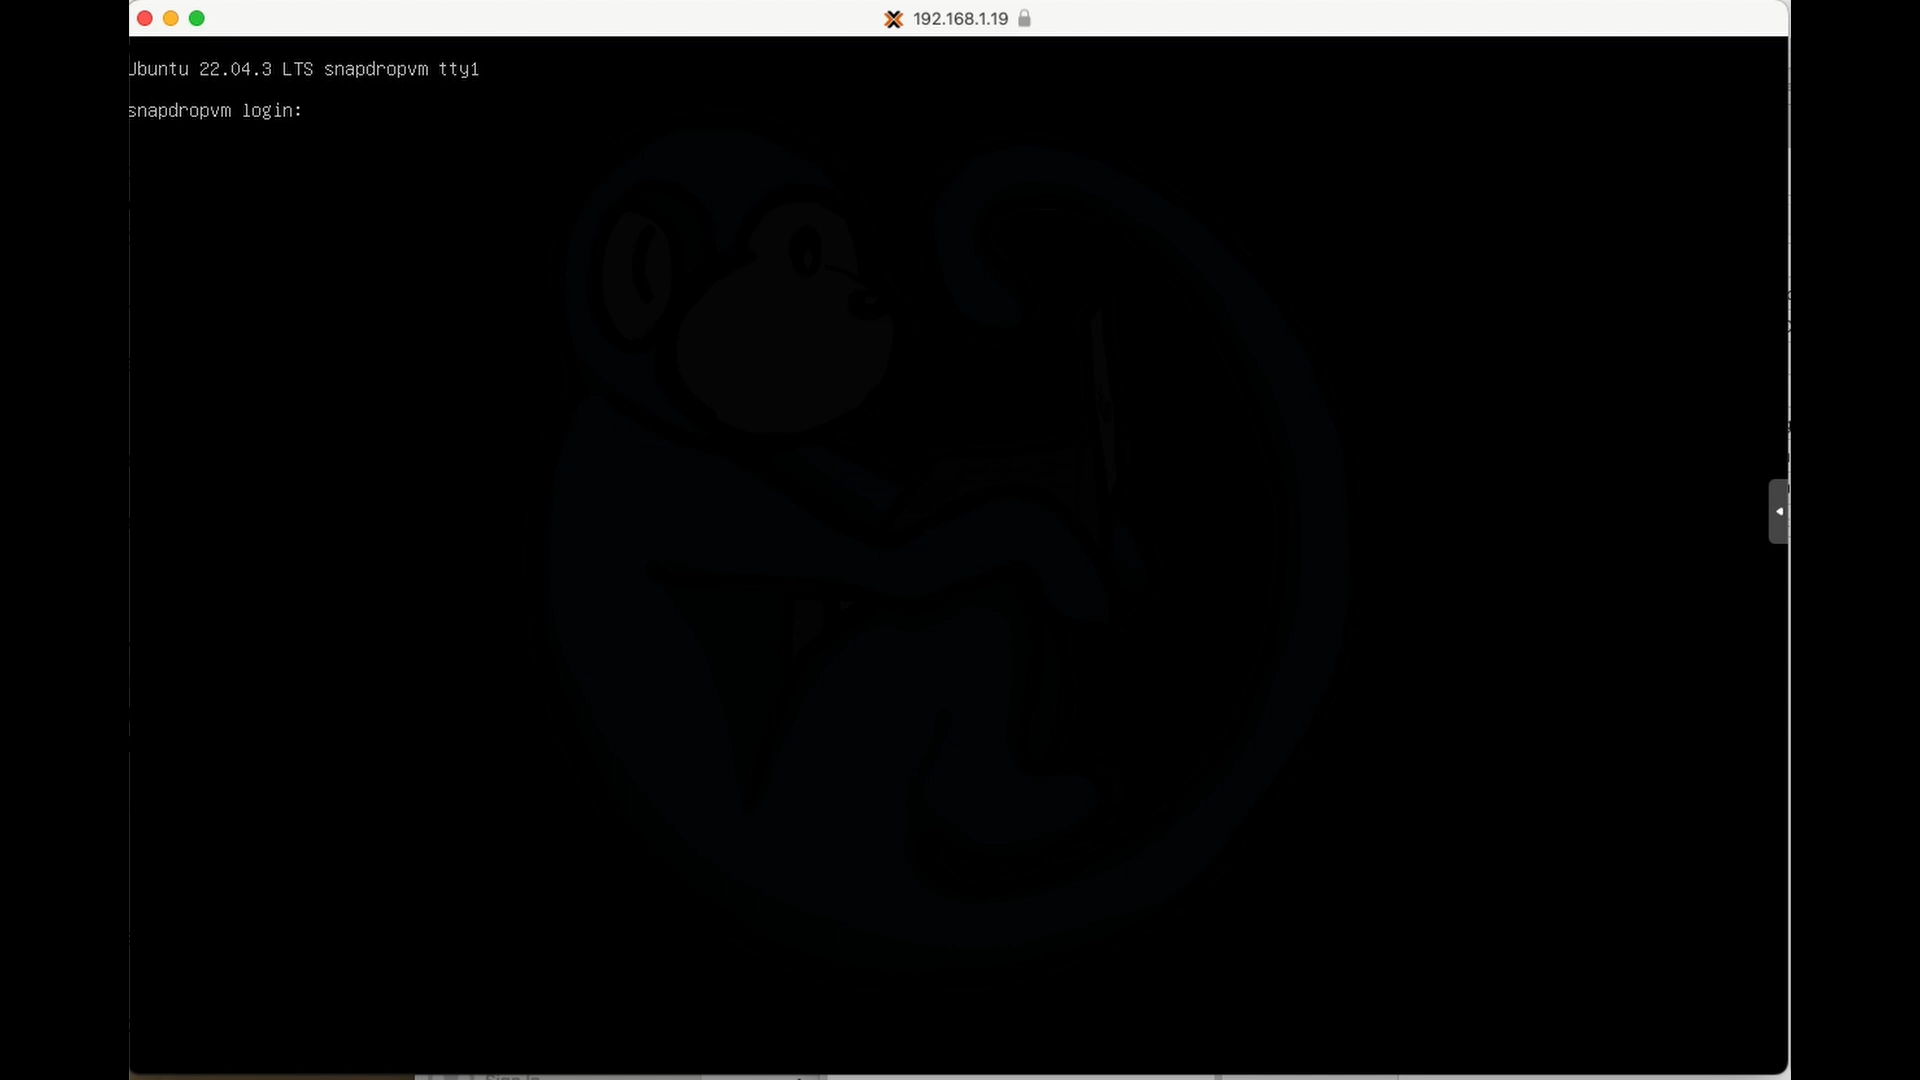 192.168.1.19
Ubuntu 22.04.3 LTS snapdropvm tty1
snapdropvm login: